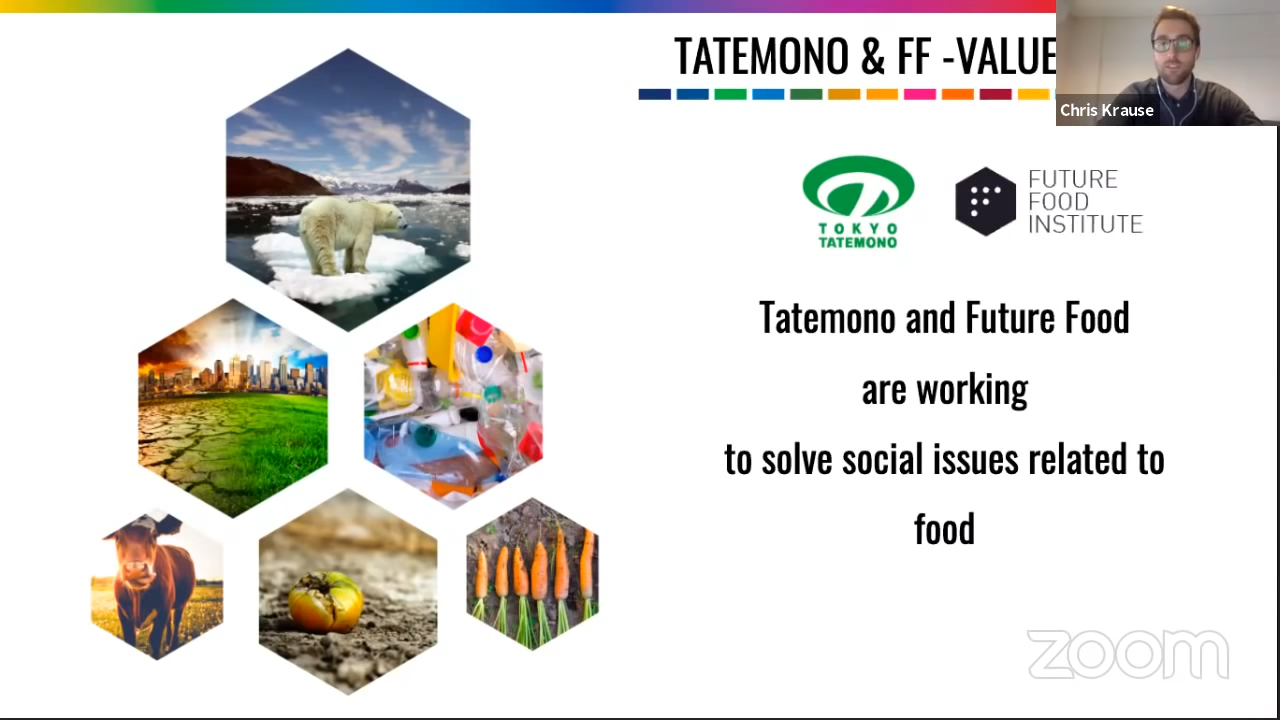 TATEMONO & FF -VALUE
Chris Krause
TOKYO
TATEMONO
FUTURE
FOOD
INSTITUTE
Tatemono and Future Food
are working
to solve social issues related to
food
zoom